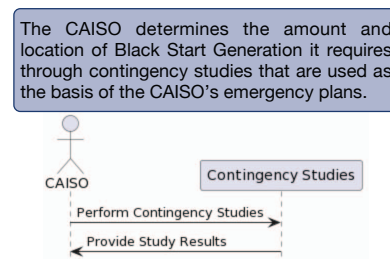 The CAISO determines the amount and
location of Black Start Generation it requires
through contingency studies that are used as
the basis of the CAISO's emergency plans.
CAISO
Contingency Studies
Perform Contingency Studies
Provide Study Results